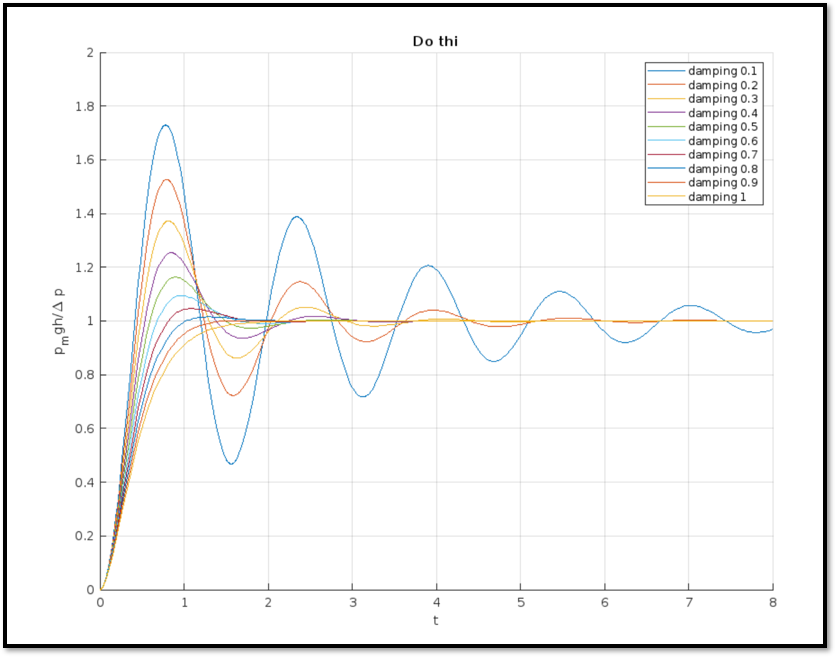 Do thi
2
1.8
1.6
1.4
1.2
1
0.8
0.6
0.4
0.2
0
p_m gh/Δ p
damping 0.1
damping 0.2
damping 0.3
damping 0.4
damping 0.5
damping 0.6
damping 0.7
damping 0.8
damping 0.9
damping 1
0 1 2 3 4 5 6 7 8
t